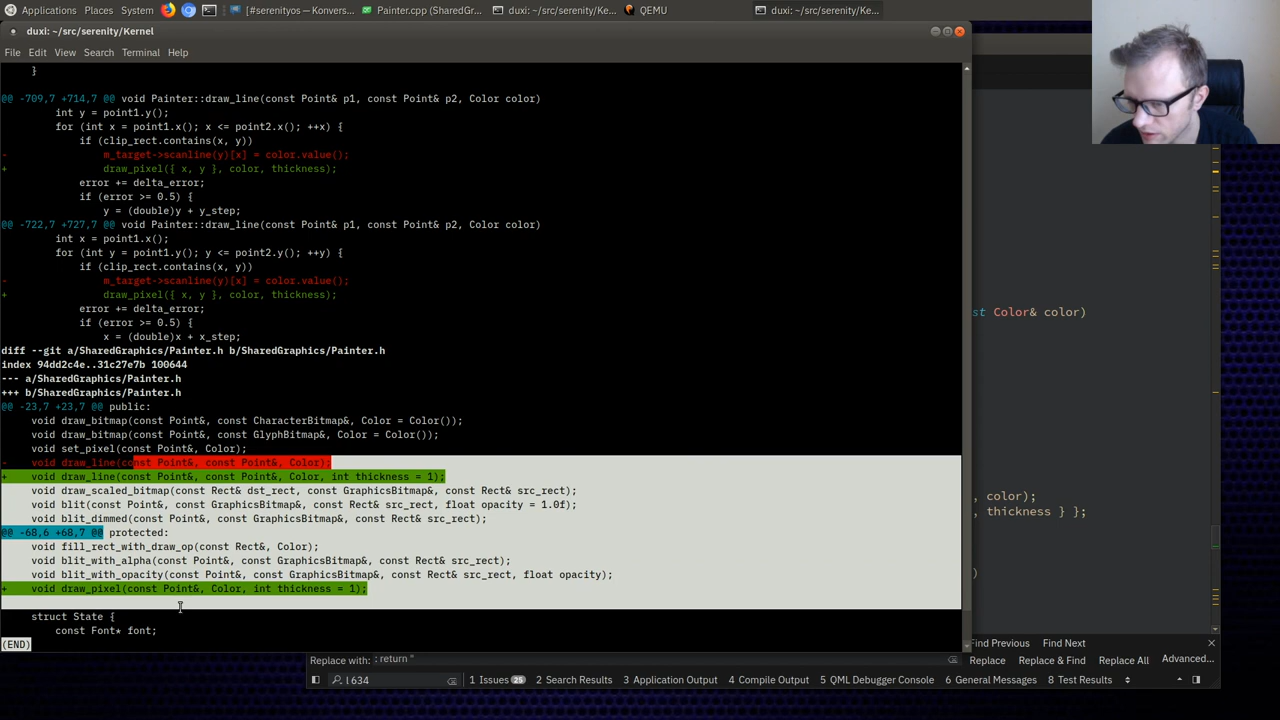 Applications Places System [#serenityos — Konvers... Painter.cpp (SharedGr... duxi: ~/src/serenity/Ke... QEMU duxi: ~/src/serenity/Ke...
duxi: ~/src/serenity/Kernel
File Edit View Search Terminal Help
}
@@ -709,7 +714,7 @@ void Painter::draw_line(const Point& p1, const Point& p2, Color color)
int y = point1.y();
for (int x = point1.x(); x <= point2.x(); ++x) {
if (clip_rect.contains(x, y))
- m_target->scanline(y)[x] = color.value();
+ draw_pixel({ x, y }, color, thickness);
error += delta_error;
if (error >= 0.5) {
y = (double)y + y_step;
@@ -722,7 +727,7 @@ void Painter::draw_line(const Point& p1, const Point& p2, Color color)
int x = point1.x();
for (int y = point1.y(); y <= point2.y(); ++y) {
if (clip_rect.contains(x, y))
- m_target->scanline(y)[x] = color.value();
+ draw_pixel({ x, y }, color, thickness);
error += delta_error;
if (error >= 0.5) {
x = (double)x + x_step;
diff --git a/SharedGraphics/Painter.h b/SharedGraphics/Painter.h
index 94dd2c4e..31c27e7b 100644
--- a/SharedGraphics/Painter.h
+++ b/SharedGraphics/Painter.h
@@ -23,7 +23,7 @@ public:
void draw_bitmap(const Point&, const CharacterBitmap&, Color = Color());
void draw_bitmap(const Point&, const GlyphBitmap&, Color = Color());
void set_pixel(const Point&, Color);
- void draw_line(const Point&, const Point&, Color);
+ void draw_line(const Point&, const Point&, Color, int thickness = 1);
void draw_scaled_bitmap(const Rect& dst_rect, const GraphicsBitmap&, const Rect& src_rect);
void blit(const Point&, const GraphicsBitmap&, const Rect& src_rect, float opacity = 1.0f);
void blit_dimmed(const Point&, const GraphicsBitmap&, const Rect& src_rect);
@@ -68,6 +68,7 @@ protected:
void fill_rect_with_draw_op(const Rect&, Color);
void blit_with_alpha(const Point&, const GraphicsBitmap&, const Rect& src_rect);
void blit_with_opacity(const Point&, const GraphicsBitmap&, const Rect& src_rect, float opacity);
+ void draw_pixel(const Point&, Color, int thickness = 1);
struct State {
const Font* font;
(END)
st Color& color)
, color);
, thickness } };
)
Find Previous Find Next
Replace with: : return "
Replace Replace & Find Replace All Advanced...
l 634 1 Issues 25 2 Search Results 3 Application Output 4 Compile Output 5 QML Debugger Console 6 General Messages 8 Test Results